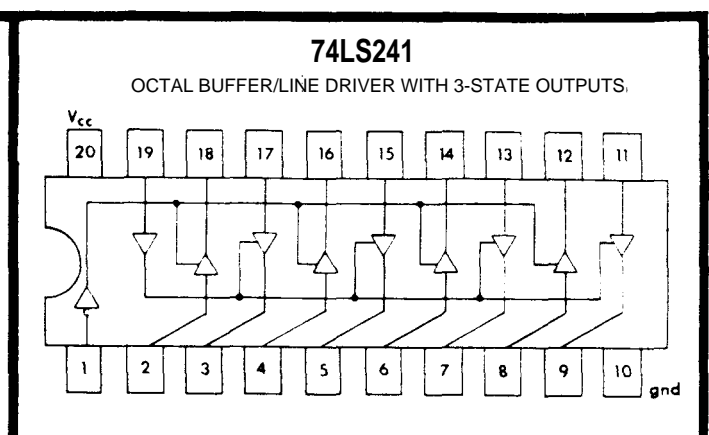 74LS241
OCTAL BUFFER/LINE DRIVER WITH 3-STATE OUTPUTS
Vcc
20 19 18 17 16 15 14 13 12 11
1 2 3 4 5 6 7 8 9 10
gnd